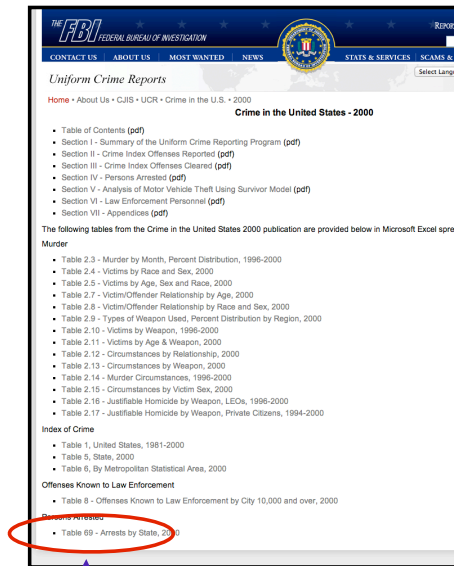 THE FBI FEDERAL BUREAU OF INVESTIGATION
REPOR
CONTACT US ABOUT US MOST WANTED NEWS STATS & SERVICES SCAMS &
Uniform Crime Reports
Select Langu
Home • About Us • CJIS • UCR • Crime in the U.S. • 2000
Crime in the United States - 2000
Table of Contents (pdf)
Section I - Summary of the Uniform Crime Reporting Program (pdf)
Section II - Crime Index Offenses Reported (pdf)
Section III - Crime Index Offenses Cleared (pdf)
Section IV - Persons Arrested (pdf)
Section V - Analysis of Motor Vehicle Theft Using Survivor Model (pdf)
Section VI - Law Enforcement Personnel (pdf)
Section VII - Appendices (pdf)
The following tables from the Crime in the United States 2000 publication are provided below in Microsoft Excel spre
Murder
Table 2.3 - Murder by Month, Percent Distribution, 1996-2000
Table 2.4 - Victims by Race and Sex, 2000
Table 2.5 - Victims by Age, Sex and Race, 2000
Table 2.7 - Victim/Offender Relationship by Age, 2000
Table 2.8 - Victim/Offender Relationship by Race and Sex, 2000
Table 2.9 - Types of Weapon Used, Percent Distribution by Region, 2000
Table 2.10 - Victims by Weapon, 1996-2000
Table 2.11 - Victims by Age & Weapon, 2000
Table 2.12 - Circumstances by Relationship, 2000
Table 2.13 - Circumstances by Weapon, 2000
Table 2.14 - Murder Circumstances, 1996-2000
Table 2.15 - Circumstances by Victim Sex, 2000
Table 2.16 - Justifiable Homicide by Weapon, LEOs, 1996-2000
Table 2.17 - Justifiable Homicide by Weapon, Private Citizens, 1994-2000
Index of Crime
Table 1, United States, 1981-2000
Table 5, State, 2000
Table 6, By Metropolitan Statistical Area, 2000
Offenses Known to Law Enforcement
Table 8 - Offenses Known to Law Enforcement by City 10,000 and over, 2000
Persons Arrested
Table 69 - Arrests by State, 2000